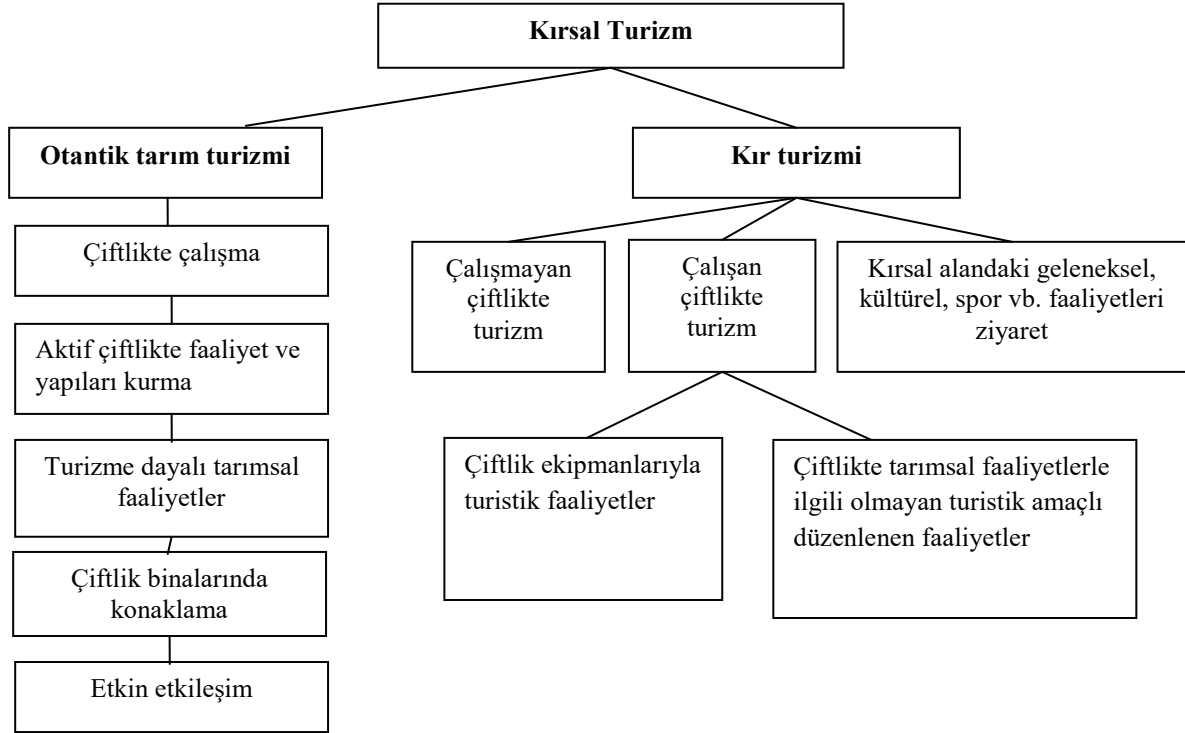 Kırsal Turizm
Otantik tarım turizmi
Kır turizmi
Çiftlikte çalışma
Aktif çiftlikte faaliyet ve
yapıları kurma
Turizme dayalı tarımsal
faaliyetler
Çiftlik binalarında
konaklama
Etkin etkileşim
Çalışmayan
çiftlikte
turizm
Çalışan
çiftlikte
turizm
Kırsal alandaki geleneksel,
kültürel, spor vb. faaliyetleri
ziyaret
Çiftlik ekipmanlarıyla
turistik faaliyetler
Çiftlikte tarımsal faaliyetlerle
ilgili olmayan turistik amaçlı
düzenlenen faaliyetler